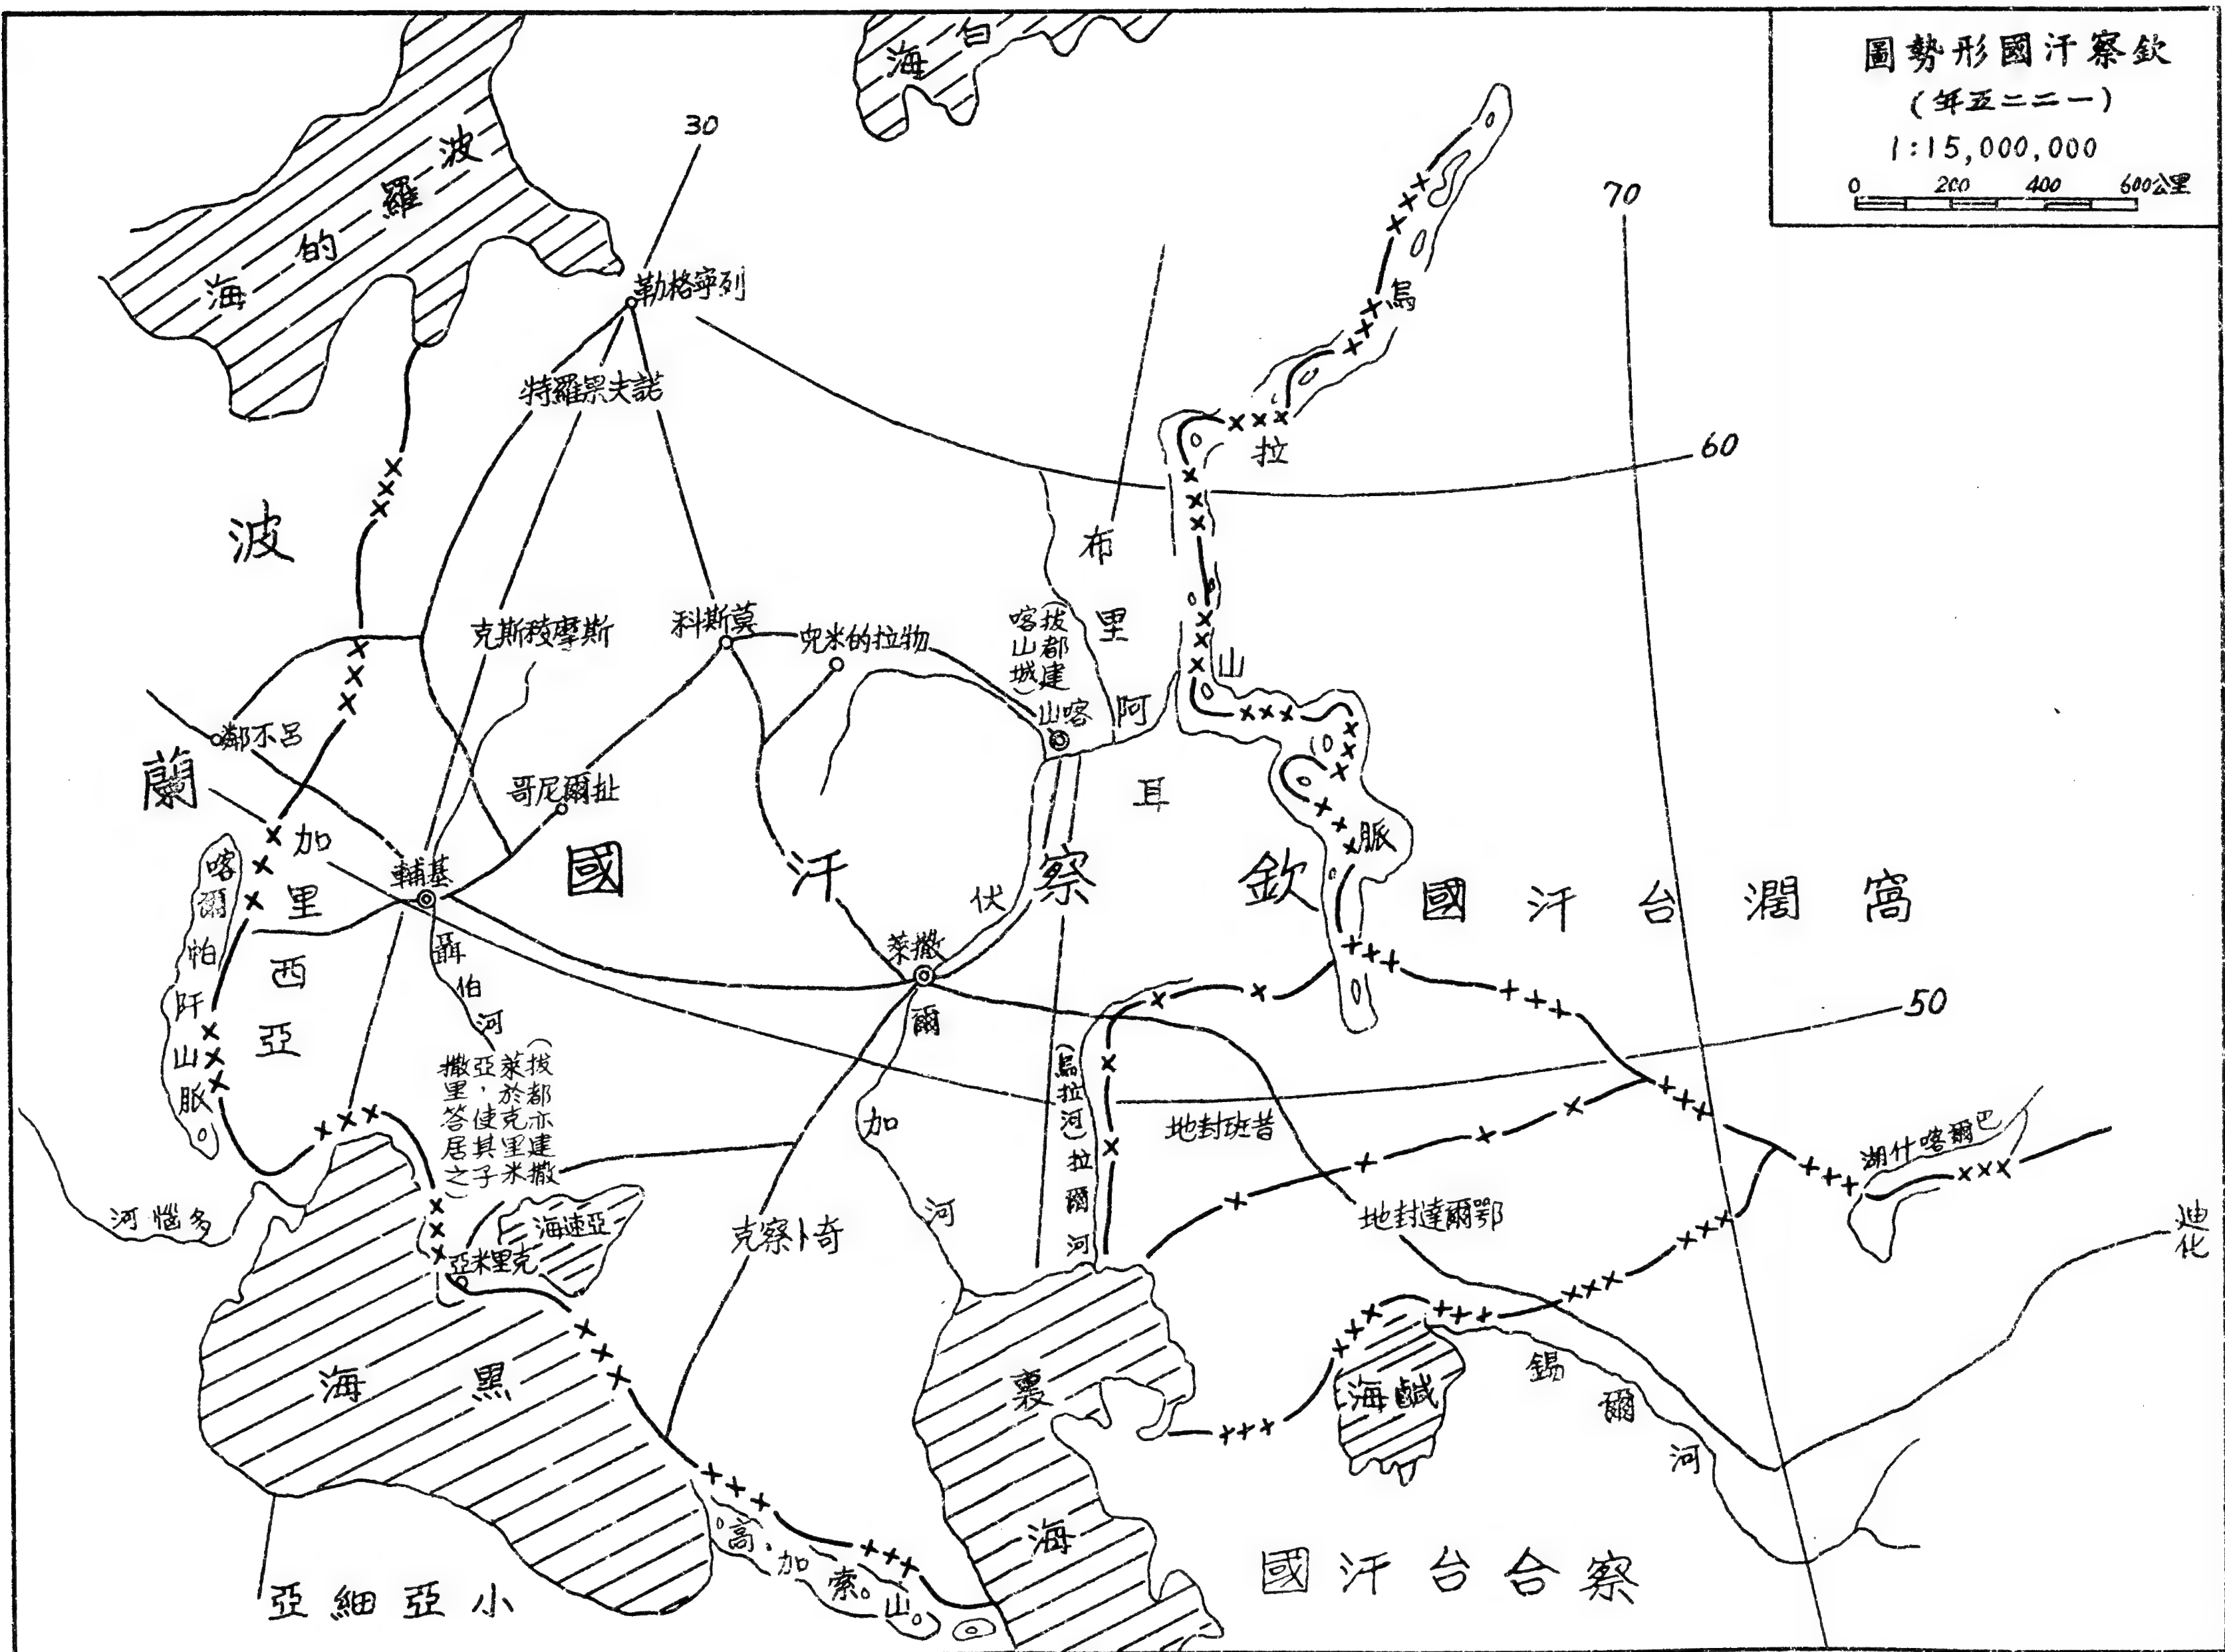 欽察汗國形勢圖
(一二二五年)
1:15,000,000
0 200 400 600公里
白海
波羅的海
30
70
60
50
列寧格勒
諾夫杲羅特
烏拉山脈
波蘭
布里阿耳
斯摩稜斯克
莫斯科
物拉的米兒
(拔都建喀山城)
喀山
呂不鄰
扯爾尼哥
基輔
欽察汗國
窩濶台汗國
加里西亞
喀爾帕阡山脈
聶伯河
撒萊
伏爾加河
(拔都亦建撒萊於克里米亞,使其子撒里答居之)
(烏拉河)
拉爾河
昔班封地
鄂爾達封地
巴爾喀什湖
迪化
多惱河
亞速海
克里米亞
奇卜察克
黑海
裏海
鹹海
錫爾河
高加索山
小亞細亞
察合台汗國